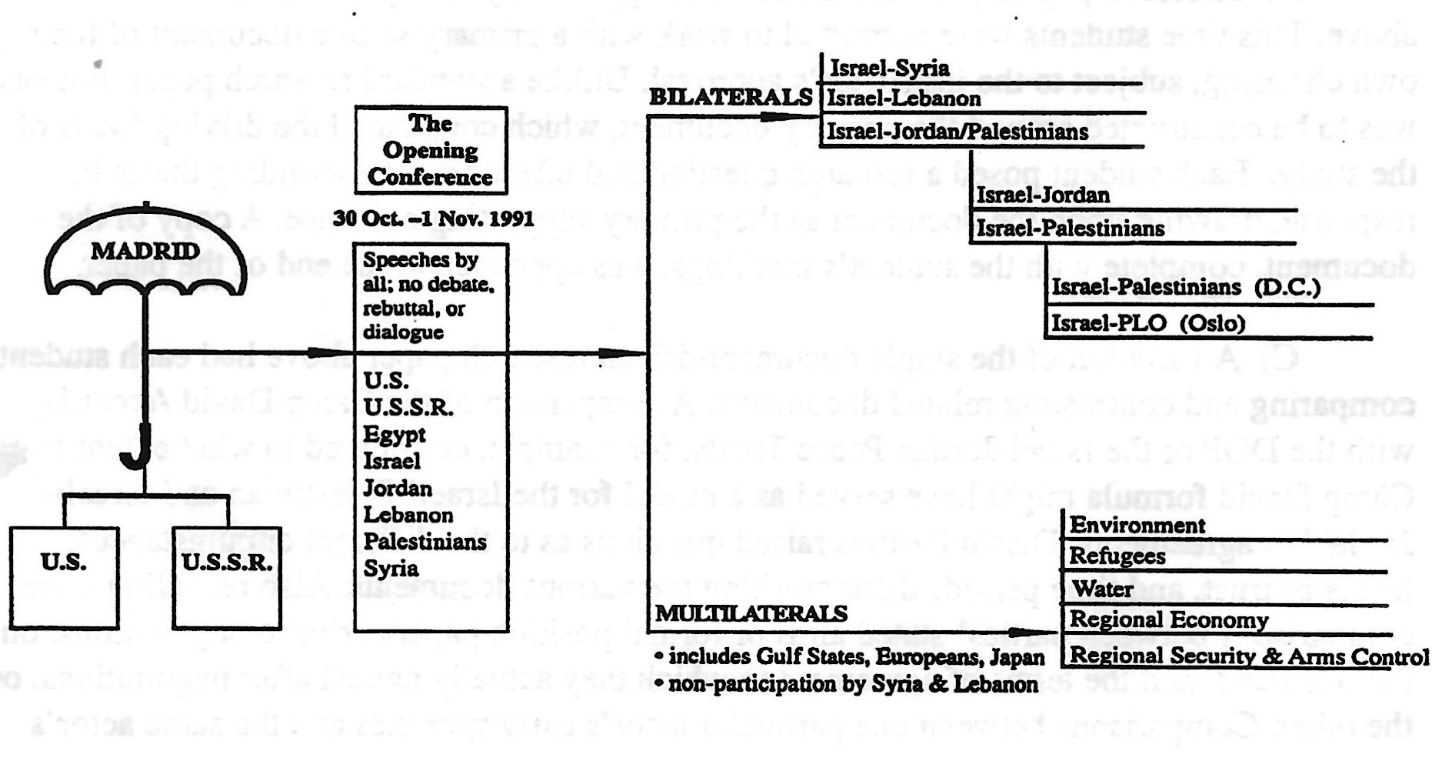 MADRID
U.S.
U.S.S.R.
The
Opening
Conference
30 Oct. –1 Nov. 1991
Speeches by
all; no debate,
rebuttal, or
dialogue
U.S.
U.S.S.R.
Egypt
Israel
Jordan
Lebanon
Palestinians
Syria
BILATERALS
Israel-Syria
Israel-Lebanon
Israel-Jordan/Palestinians
Israel-Jordan
Israel-Palestinians
Israel-Palestinians (D.C.)
Israel-PLO (Oslo)
MULTILATERALS
• includes Gulf States, Europeans, Japan
• non-participation by Syria & Lebanon
Environment
Refugees
Water
Regional Economy
Regional Security & Arms Control